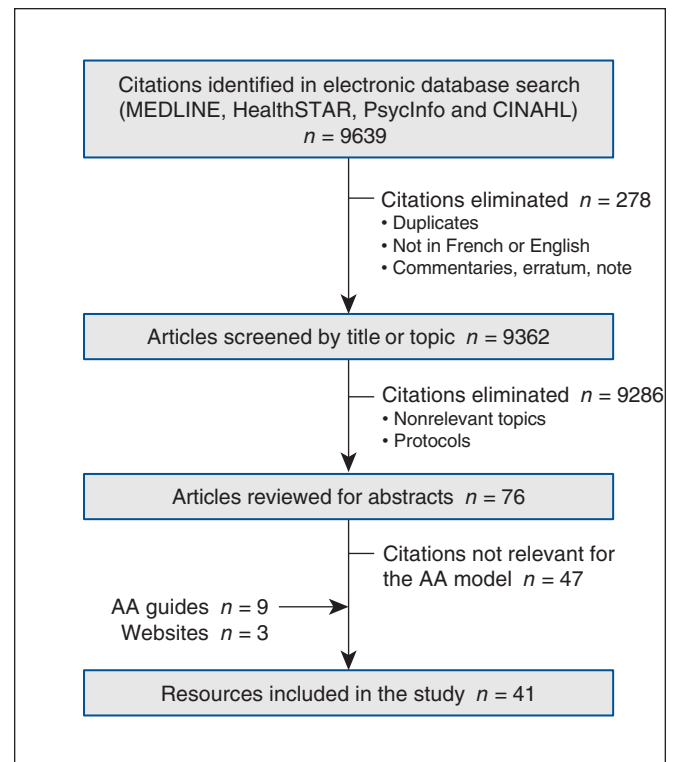 Citations identified in electronic database search
(MEDLINE, HealthSTAR, PsycInfo and CINAHL)
n = 9639
Citations eliminated n = 278
• Duplicates
• Not in French or English
• Commentaries, erratum, note
Articles screened by title or topic n = 9362
Citations eliminated n = 9286
• Nonrelevant topics
• Protocols
Articles reviewed for abstracts n = 76
Citations not relevant for
the AA model n = 47
AA guides n = 9
Websites n = 3
Resources included in the study n = 41